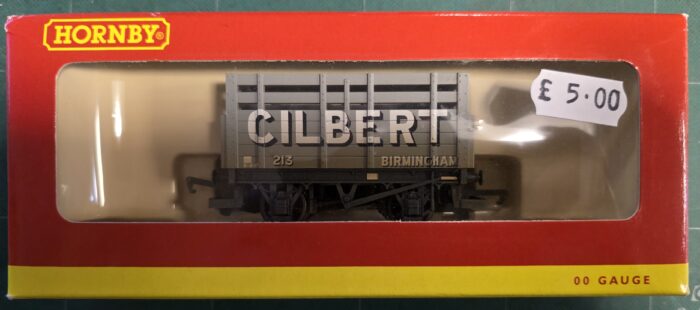 HORNBY
£ 5.00
CILBERT
213 BIRMINGHAM
00 GAUGE